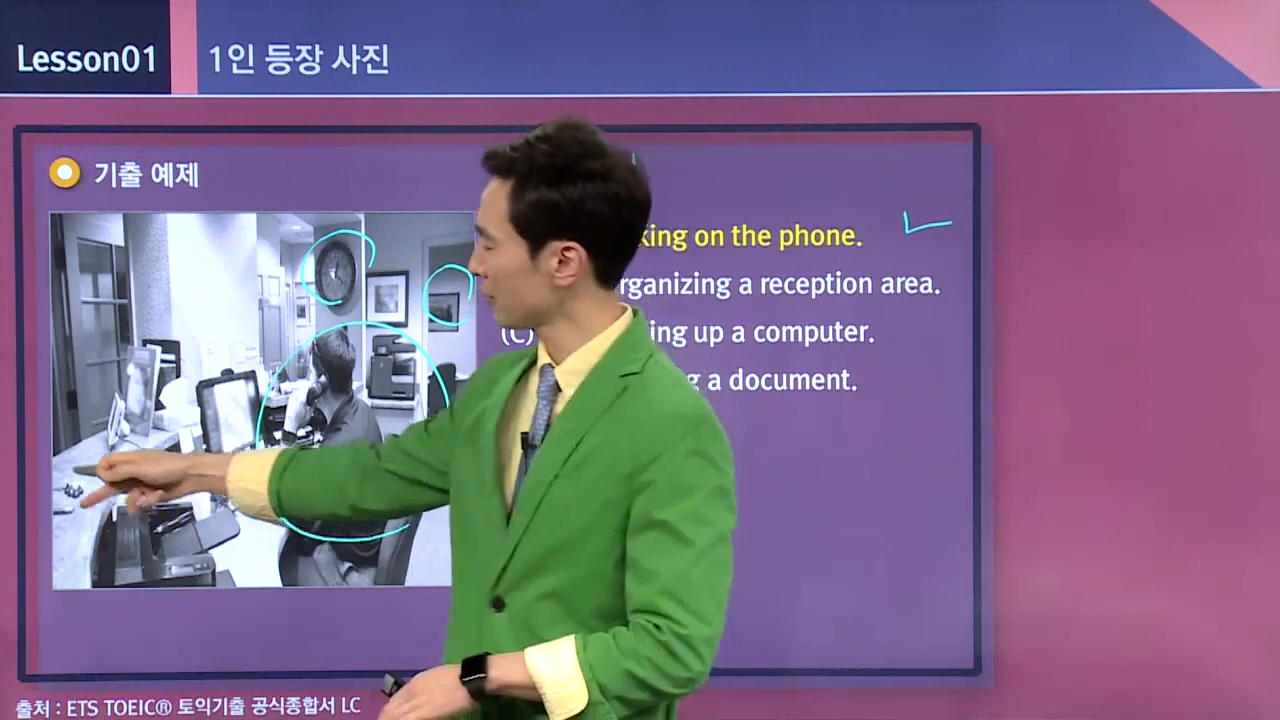 Lesson01
1인 등장 사진
기출 예제
king on the phone.
rganizing a reception area.
(C) ing up a computer.
a document.
출처 : ETS TOEIC® 토익기출 공식종합서 LC